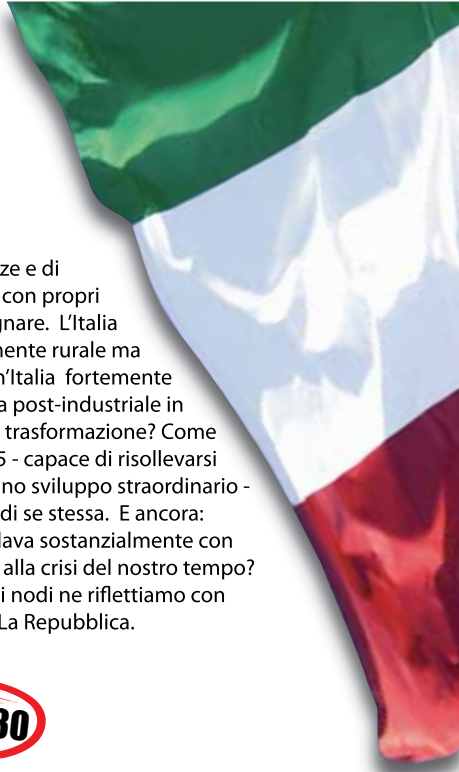 ze e di
con propri
gnare. L'Italia
nente rurale ma
n'Italia fortemente
a post-industriale in
trasformazione? Come
5 - capace di risollevarsi
no sviluppo straordinario -
di se stessa. E ancora:
lava sostanzialmente con
alla crisi del nostro tempo?
i nodi ne riflettiamo con
La Repubblica.
30